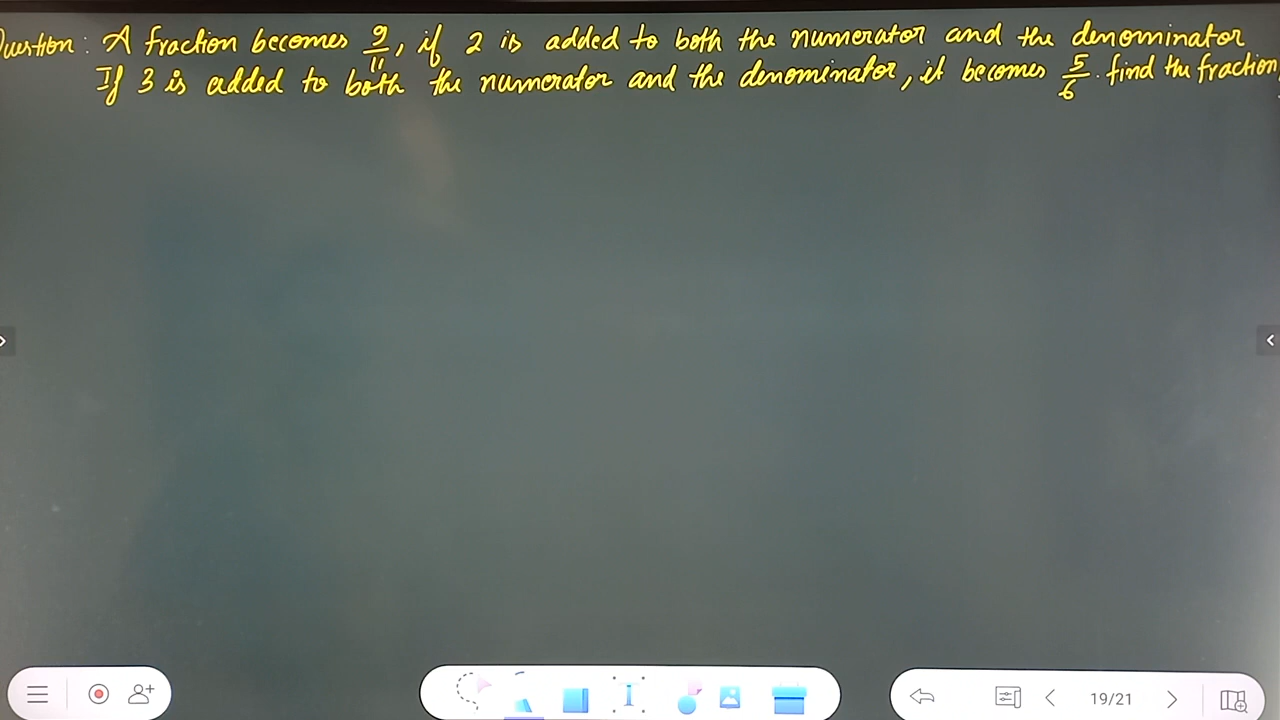 Question: A fraction becomes 9/11, if 2 is added to both the numerator and the denominator
If 3 is added to both the numerator and the denominator, it becomes 5/6. find the fraction
19/21